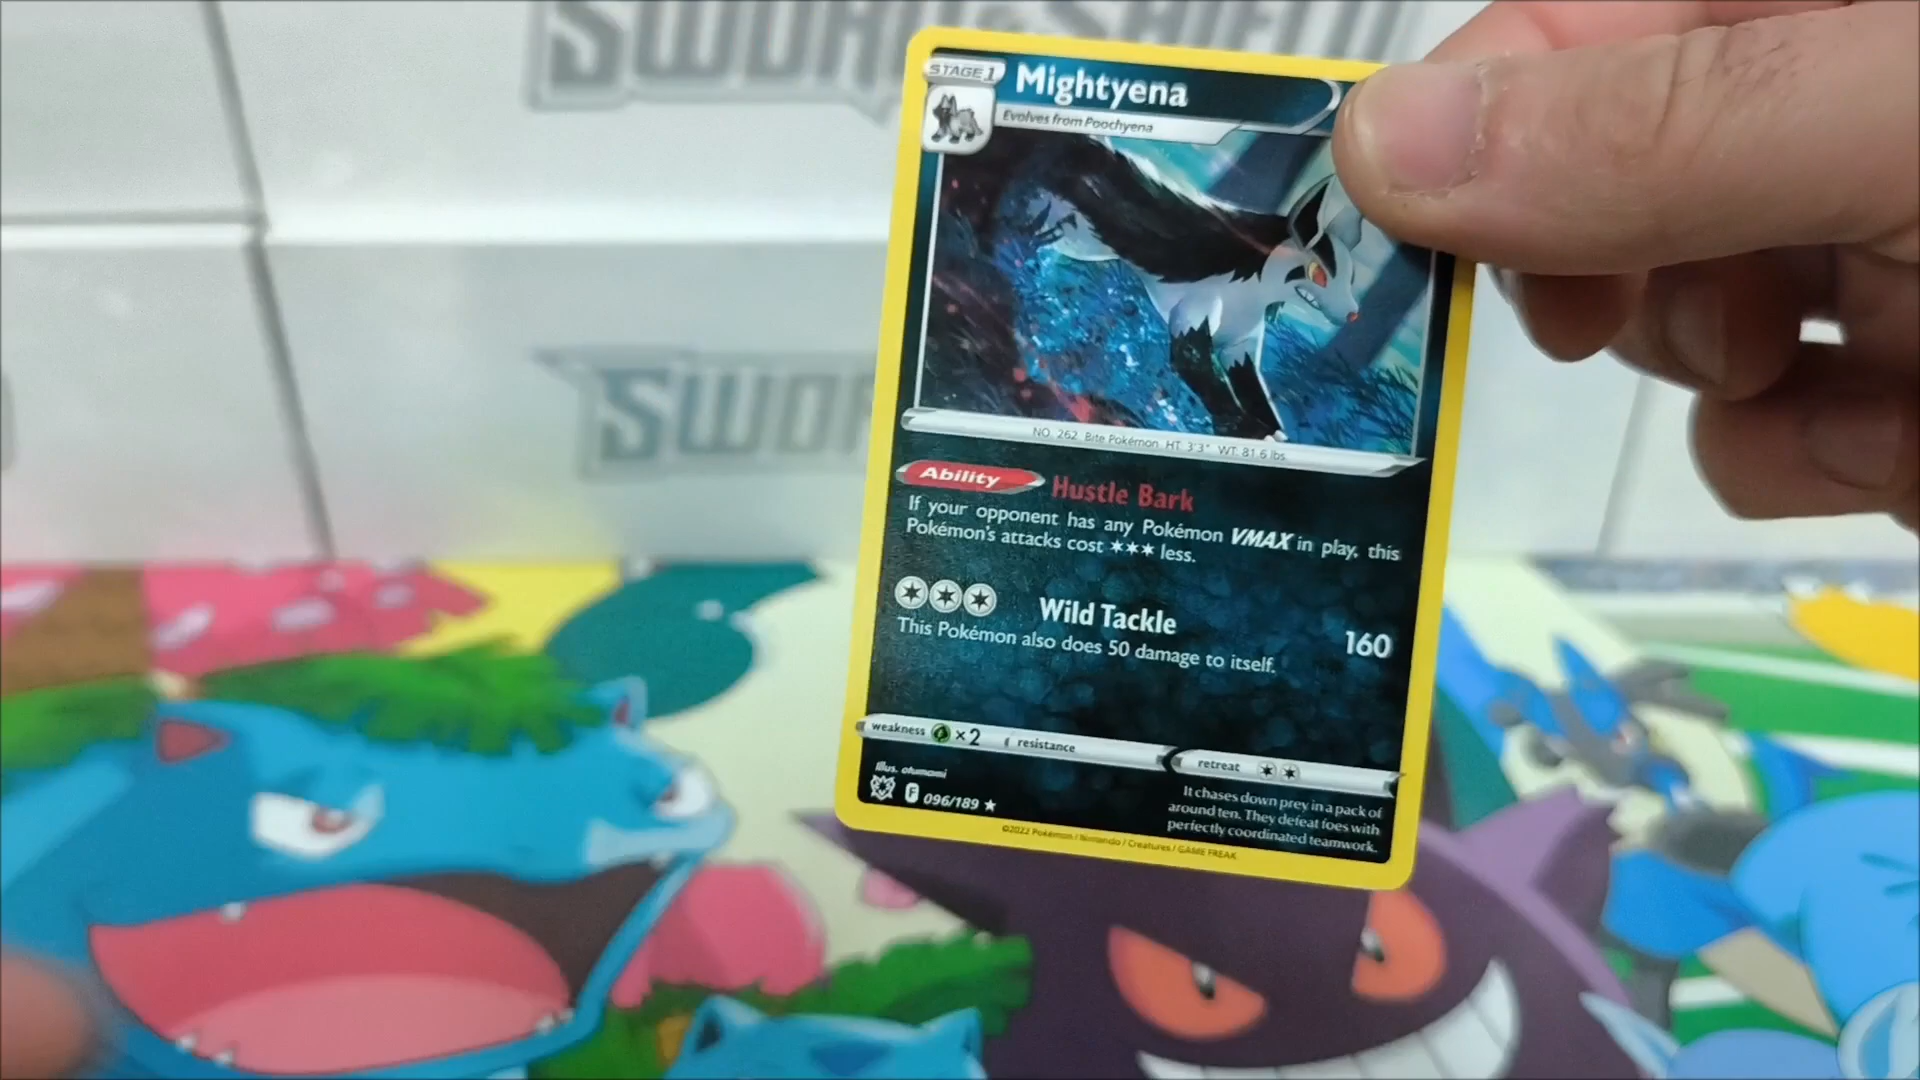 SWORD & SHIELD
STAGE 1
Mightyena
Evolves from Poochyena
SWOR
NO. 262 Bite Pokémon HT: 3'3" WT: 81.6 lbs
Ability Hustle Bark
If your opponent has any Pokémon VMAX in play, this
Pokémon's attacks cost ✶✶✶ less.
Wild Tackle 160
This Pokémon also does 50 damage to itself.
weakness ×2 resistance
retreat
Illus. otumami
F 096/189 ★
It chases down prey in a pack of
around ten. They defeat foes with
perfectly coordinated teamwork.
©2022 Pokémon / Nintendo / Creatures / GAME FREAK